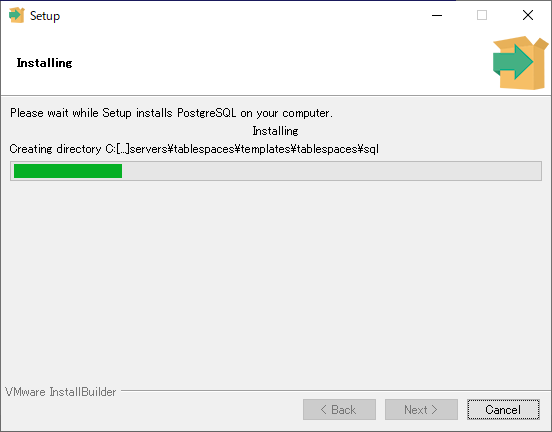 Setup
Installing
Please wait while Setup installs PostgreSQL on your computer.
Installing
Creating directory C:[...]servers¥tablespaces¥templates¥tablespaces¥sql
VMware InstallBuilder
< Back
Next >
Cancel